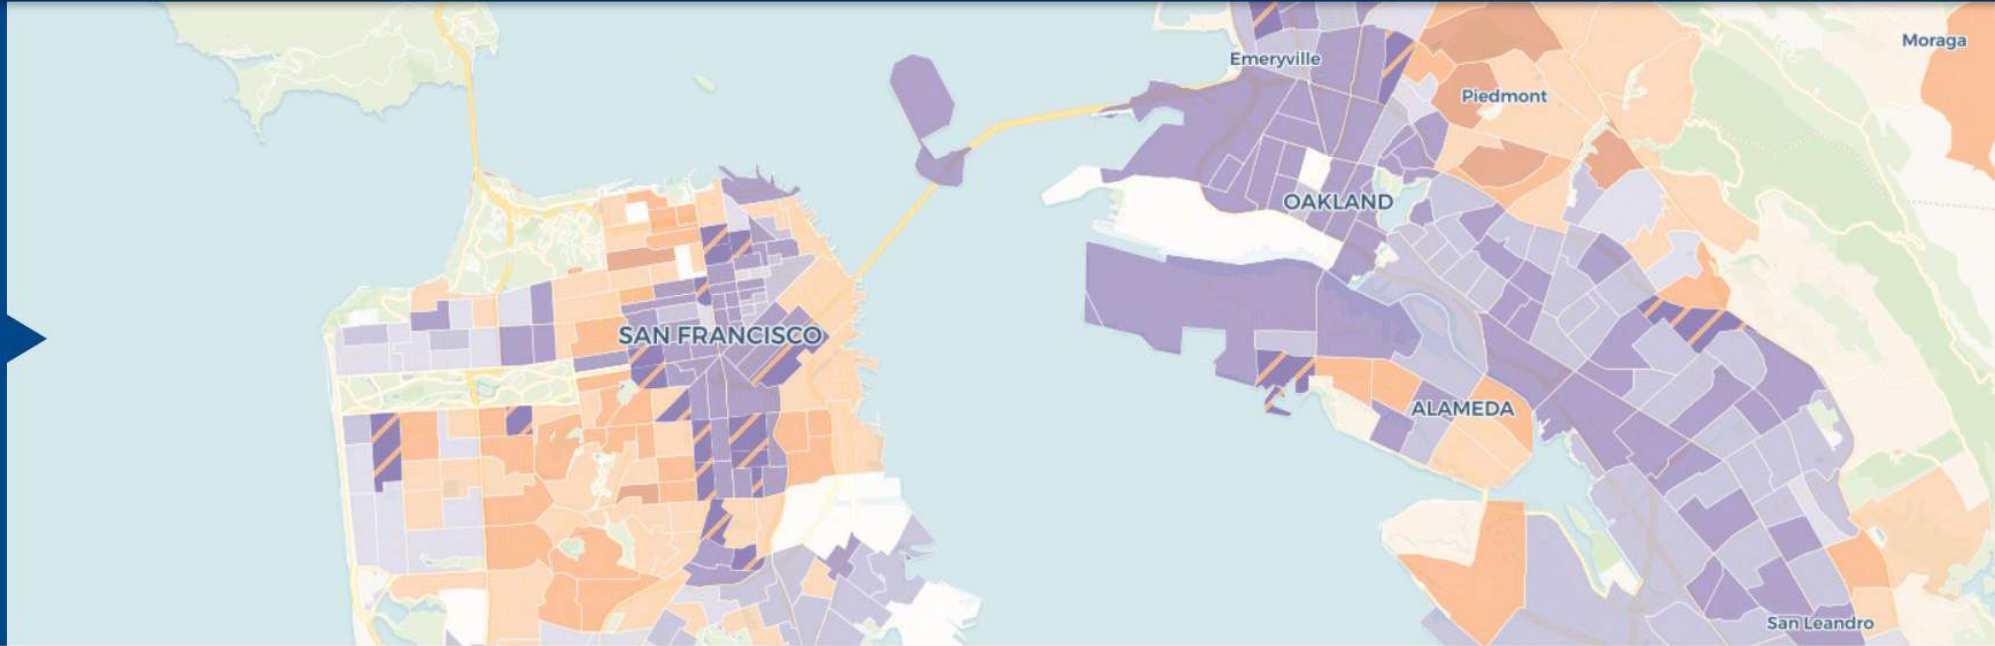 Moraga
Emeryville
Piedmont
OAKLAND
SAN FRANCISCO
ALAMEDA
San Leandro